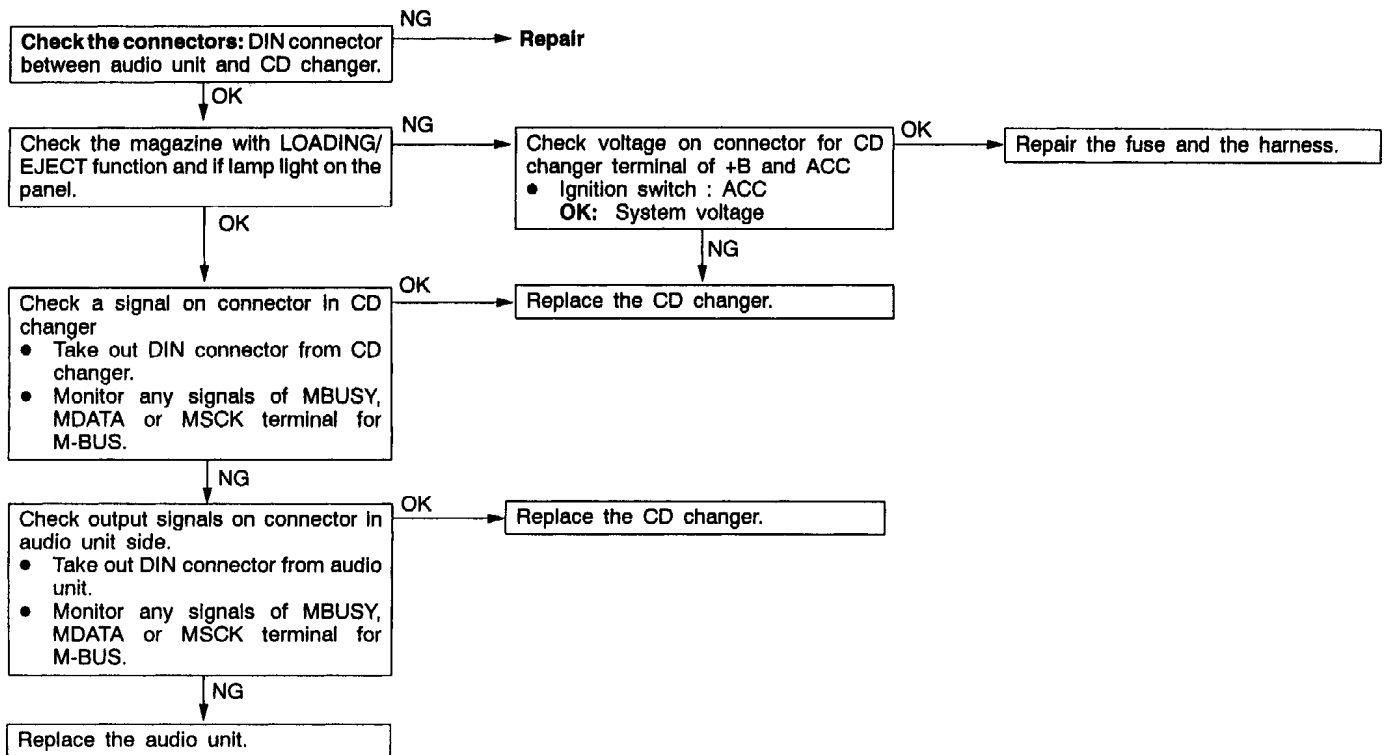 NG
Check the connectors: DIN connector
between audio unit and CD changer.
Repair
OK
Check the magazine with LOADING/
EJECT function and if lamp light on the
panel.
NG
Check voltage on connector for CD
changer terminal of +B and ACC
● Ignition switch : ACC
OK: System voltage
OK
Repair the fuse and the harness.
OK
NG
Check a signal on connector in CD
changer
● Take out DIN connector from CD
changer.
● Monitor any signals of MBUSY,
MDATA or MSCK terminal for
M-BUS.
OK
Replace the CD changer.
NG
Check output signals on connector in
audio unit side.
● Take out DIN connector from audio
unit.
● Monitor any signals of MBUSY,
MDATA or MSCK terminal for
M-BUS.
OK
Replace the CD changer.
NG
Replace the audio unit.